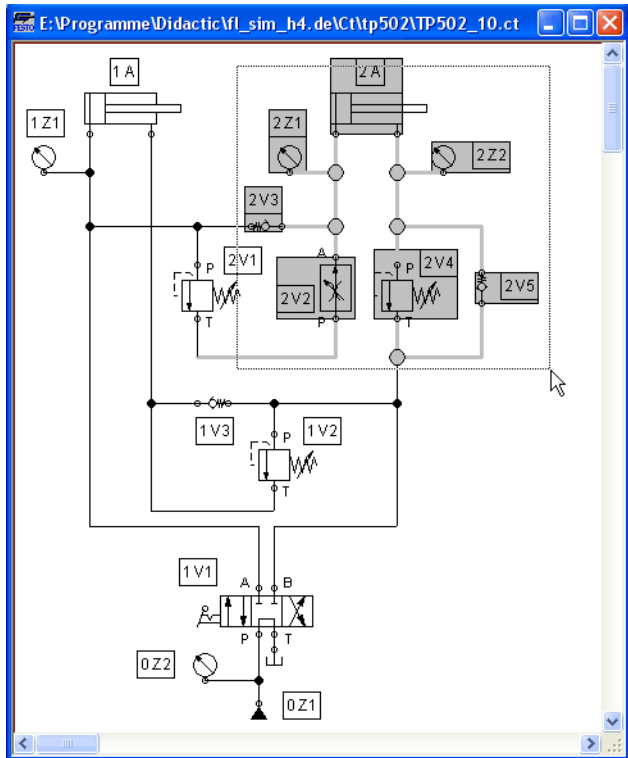 FESTO E:\Programme\Didactic\fl_sim_h4.de\Ct\tp502\TP502_10.ct
1A
2A
1Z1
2Z1
2Z2
2V3
A
P
2V1
2V2
P
2V4
2V5
T
P
T
1V3
P
1V2
T
1V1
A
B
P
T
0Z2
0Z1